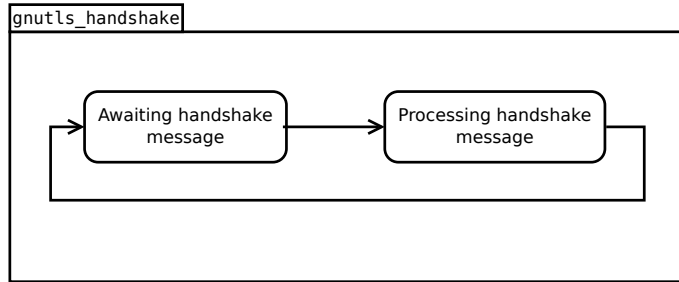 gnutls_handshake
Awaiting handshake
message
Processing handshake
message